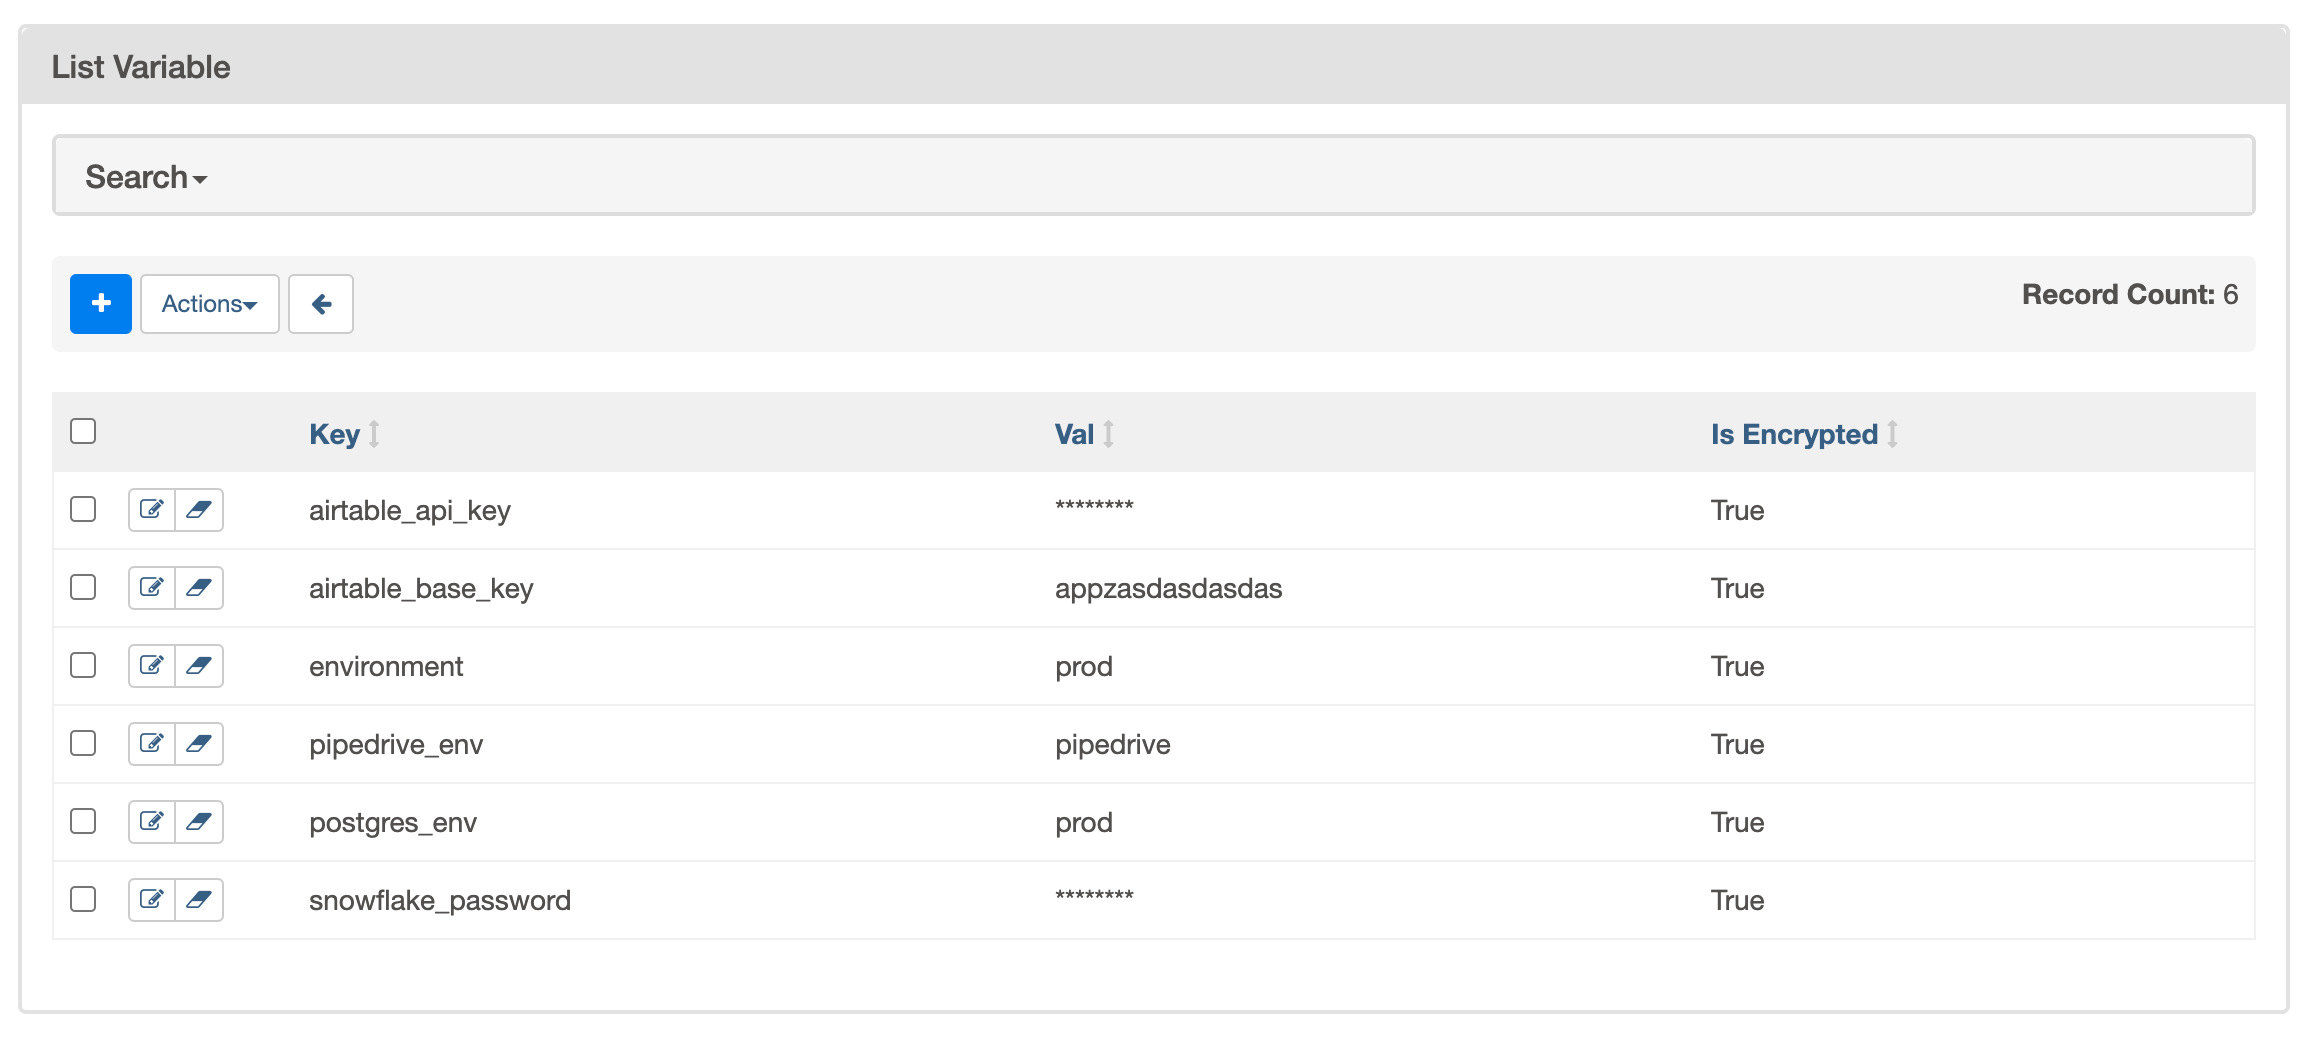 List Variable
Search
Actions
Record Count: 6
Key Val Is Encrypted
airtable_api_key ******** True
airtable_base_key appzasdasdasdas True
environment prod True
pipedrive_env pipedrive True
postgres_env prod True
snowflake_password ******** True